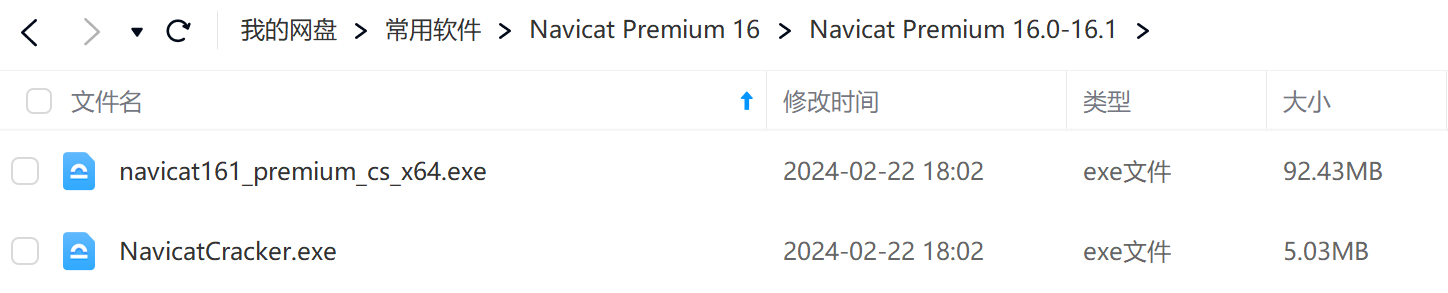 我的网盘 > 常用软件 > Navicat Premium 16 > Navicat Premium 16.0-16.1 >
文件名 修改时间 类型 大小
navicat161_premium_cs_x64.exe 2024-02-22 18:02 exe文件 92.43MB
NavicatCracker.exe 2024-02-22 18:02 exe文件 5.03MB